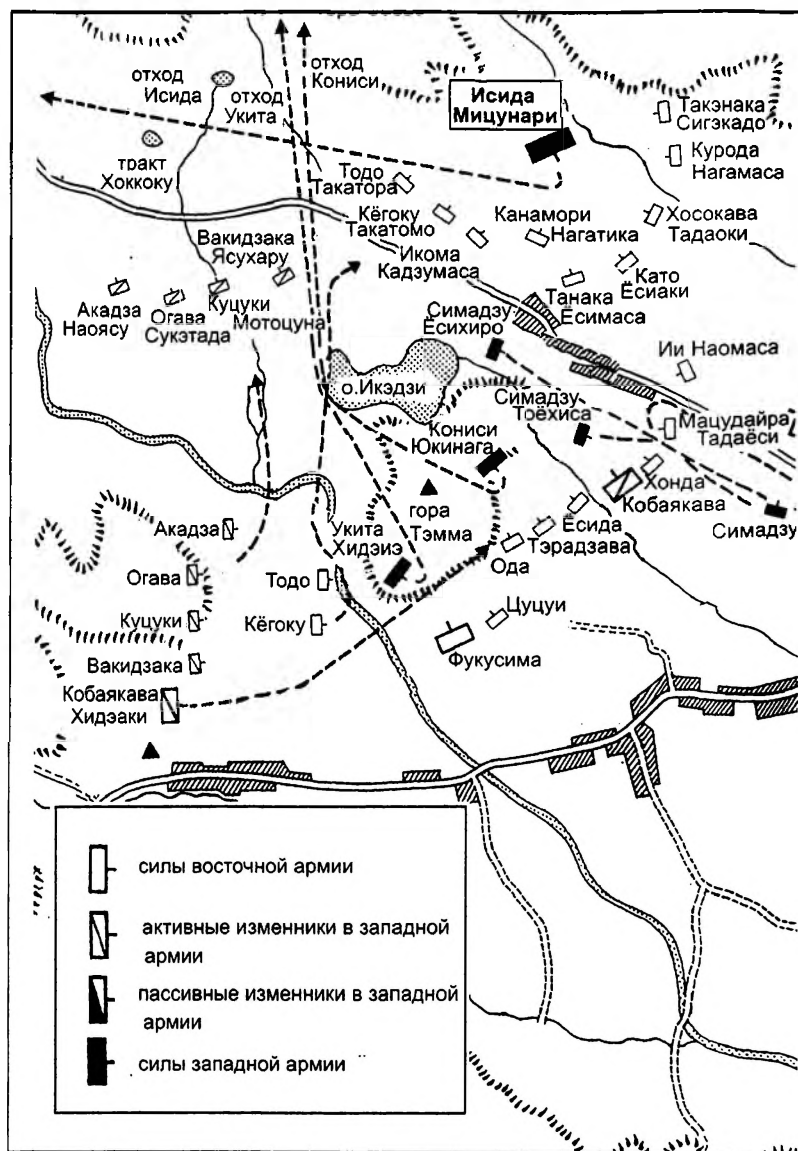 отход
Исида
отход
Укита
отход
Кониси
Исида
Мицунари
Такэнака
Сигэкадо
Курода
Нагамаса
тракт
Хоккоку
Тодо
Такатора
Кёгоку
Такатомо
Икома
Кадзумаса
Канамори
Нагатика
Хосокава
Тадаоки
Като
Ёсиаки
Танака
Ёсимаса
Вакидзака
Ясухару
Акадза
Наоясу
Огава
Сукэтада
Куцуки
Мотоцуна
Симадзу
Ёсихиро
Ии Наомаса
о.Икэдзи
Симадзу
Тоёхиса
Мацудайра
Тадаёси
Кониси
Юкинага
Хонда
Кобаякава
Симадзу
гора
Тэмма
Укита
Хидэиэ
Ёсида
Тэрадзава
Ода
Акадза
Огава
Тодо
Куцуки
Кёгоку
Цуцуи
Фукусима
Вакидзака
Кобаякава
Хидэаки
силы восточной армии
активные изменники в западной
армии
пассивные изменники в западной
армии
силы западной армии